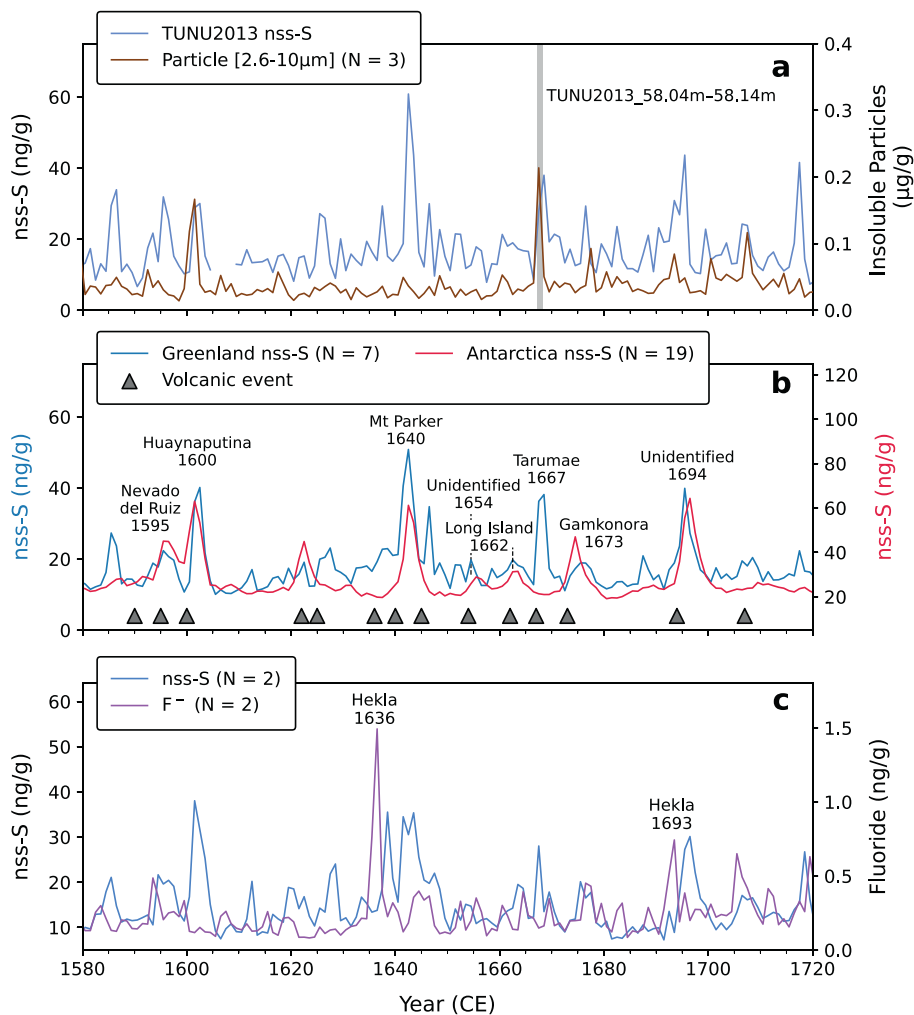 TUNU2013 nss-S
Particle [2.6-10μm] (N = 3)
a
TUNU2013_58.04m–58.14m
nss-S (ng/g)
0
20
40
60
0.0
0.1
0.2
0.3
0.4
Insoluble Particles
(μg/g)
Greenland nss-S (N = 7)
Antarctica nss-S (N = 19)
Volcanic event
b
Nevado
del Ruiz
1595
Huaynaputina
1600
Mt Parker
1640
Unidentified
1654
Long Island
1662
Tarumae
1667
Gamkonora
1673
Unidentified
1694
nss-S (ng/g)
0
20
40
60
20
40
60
80
100
120
nss-S (ng/g)
nss-S (N = 2)
F⁻ (N = 2)
c
Hekla
1636
Hekla
1693
nss-S (ng/g)
10
20
30
40
50
60
0.0
0.5
1.0
1.5
Fluoride (ng/g)
1580
1600
1620
1640
1660
1680
1700
1720
Year (CE)